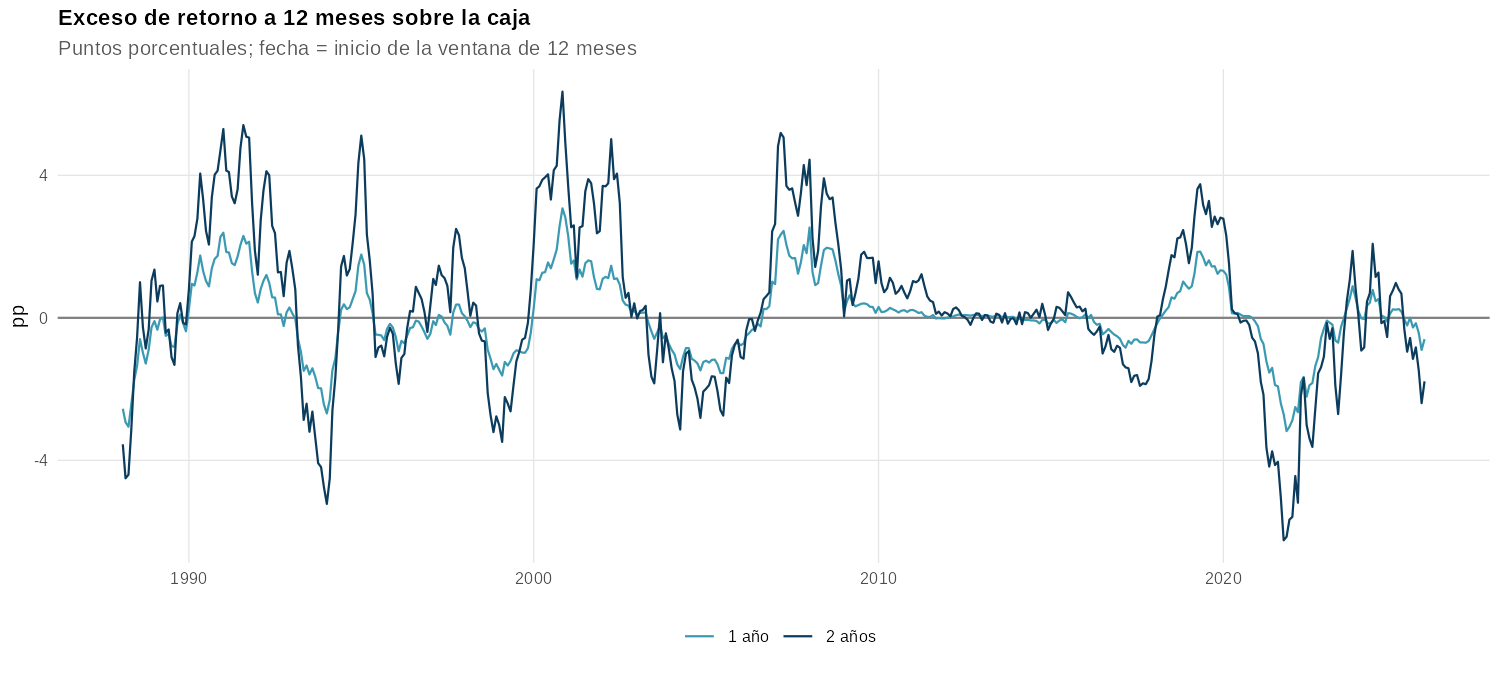 Exceso de retorno a 12 meses sobre la caja
Puntos porcentuales; fecha = inicio de la ventana de 12 meses
pp
4
0
-4
1990
2000
2010
2020
1 año
2 años